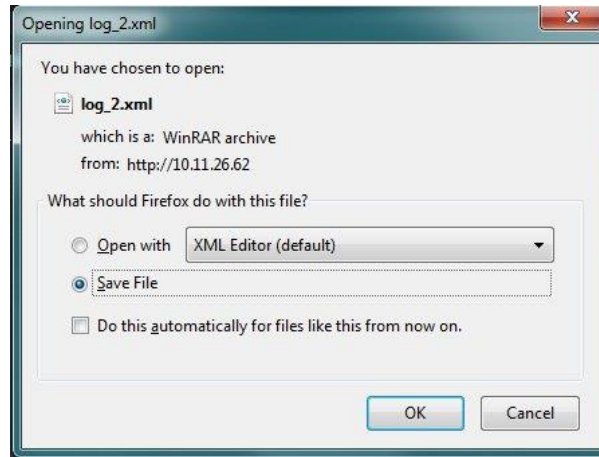 Opening log_2.xml
You have chosen to open:
log_2.xml
which is a: WinRAR archive
from: http://10.11.26.62
What should Firefox do with this file?
Open with XML Editor (default)
Save File
Do this automatically for files like this from now on.
OK Cancel